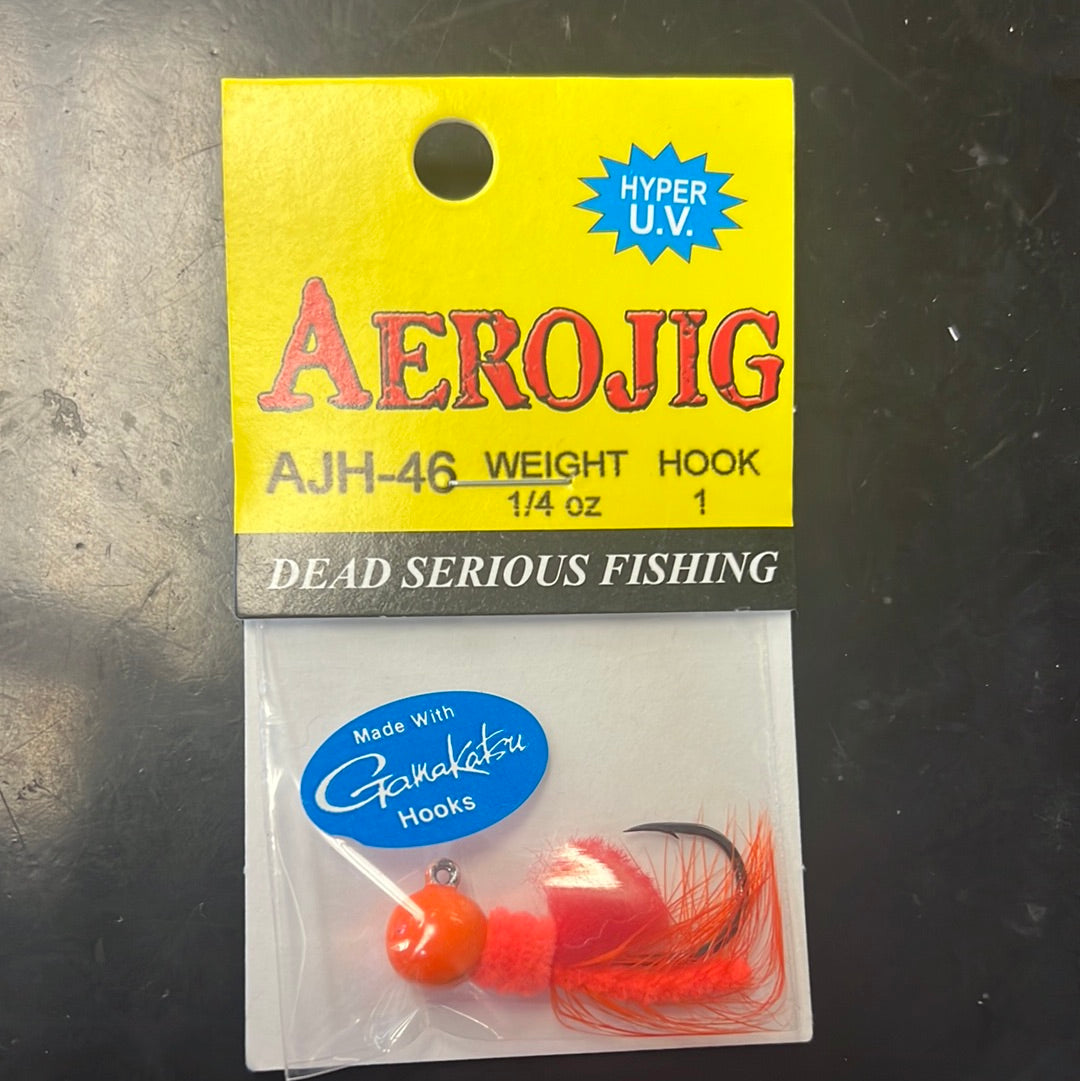 HYPER
U.V.
AEROJIG
AJH-46 WEIGHT HOOK
1/4 oz 1
DEAD SERIOUS FISHING
Made With
Gamakatsu
Hooks